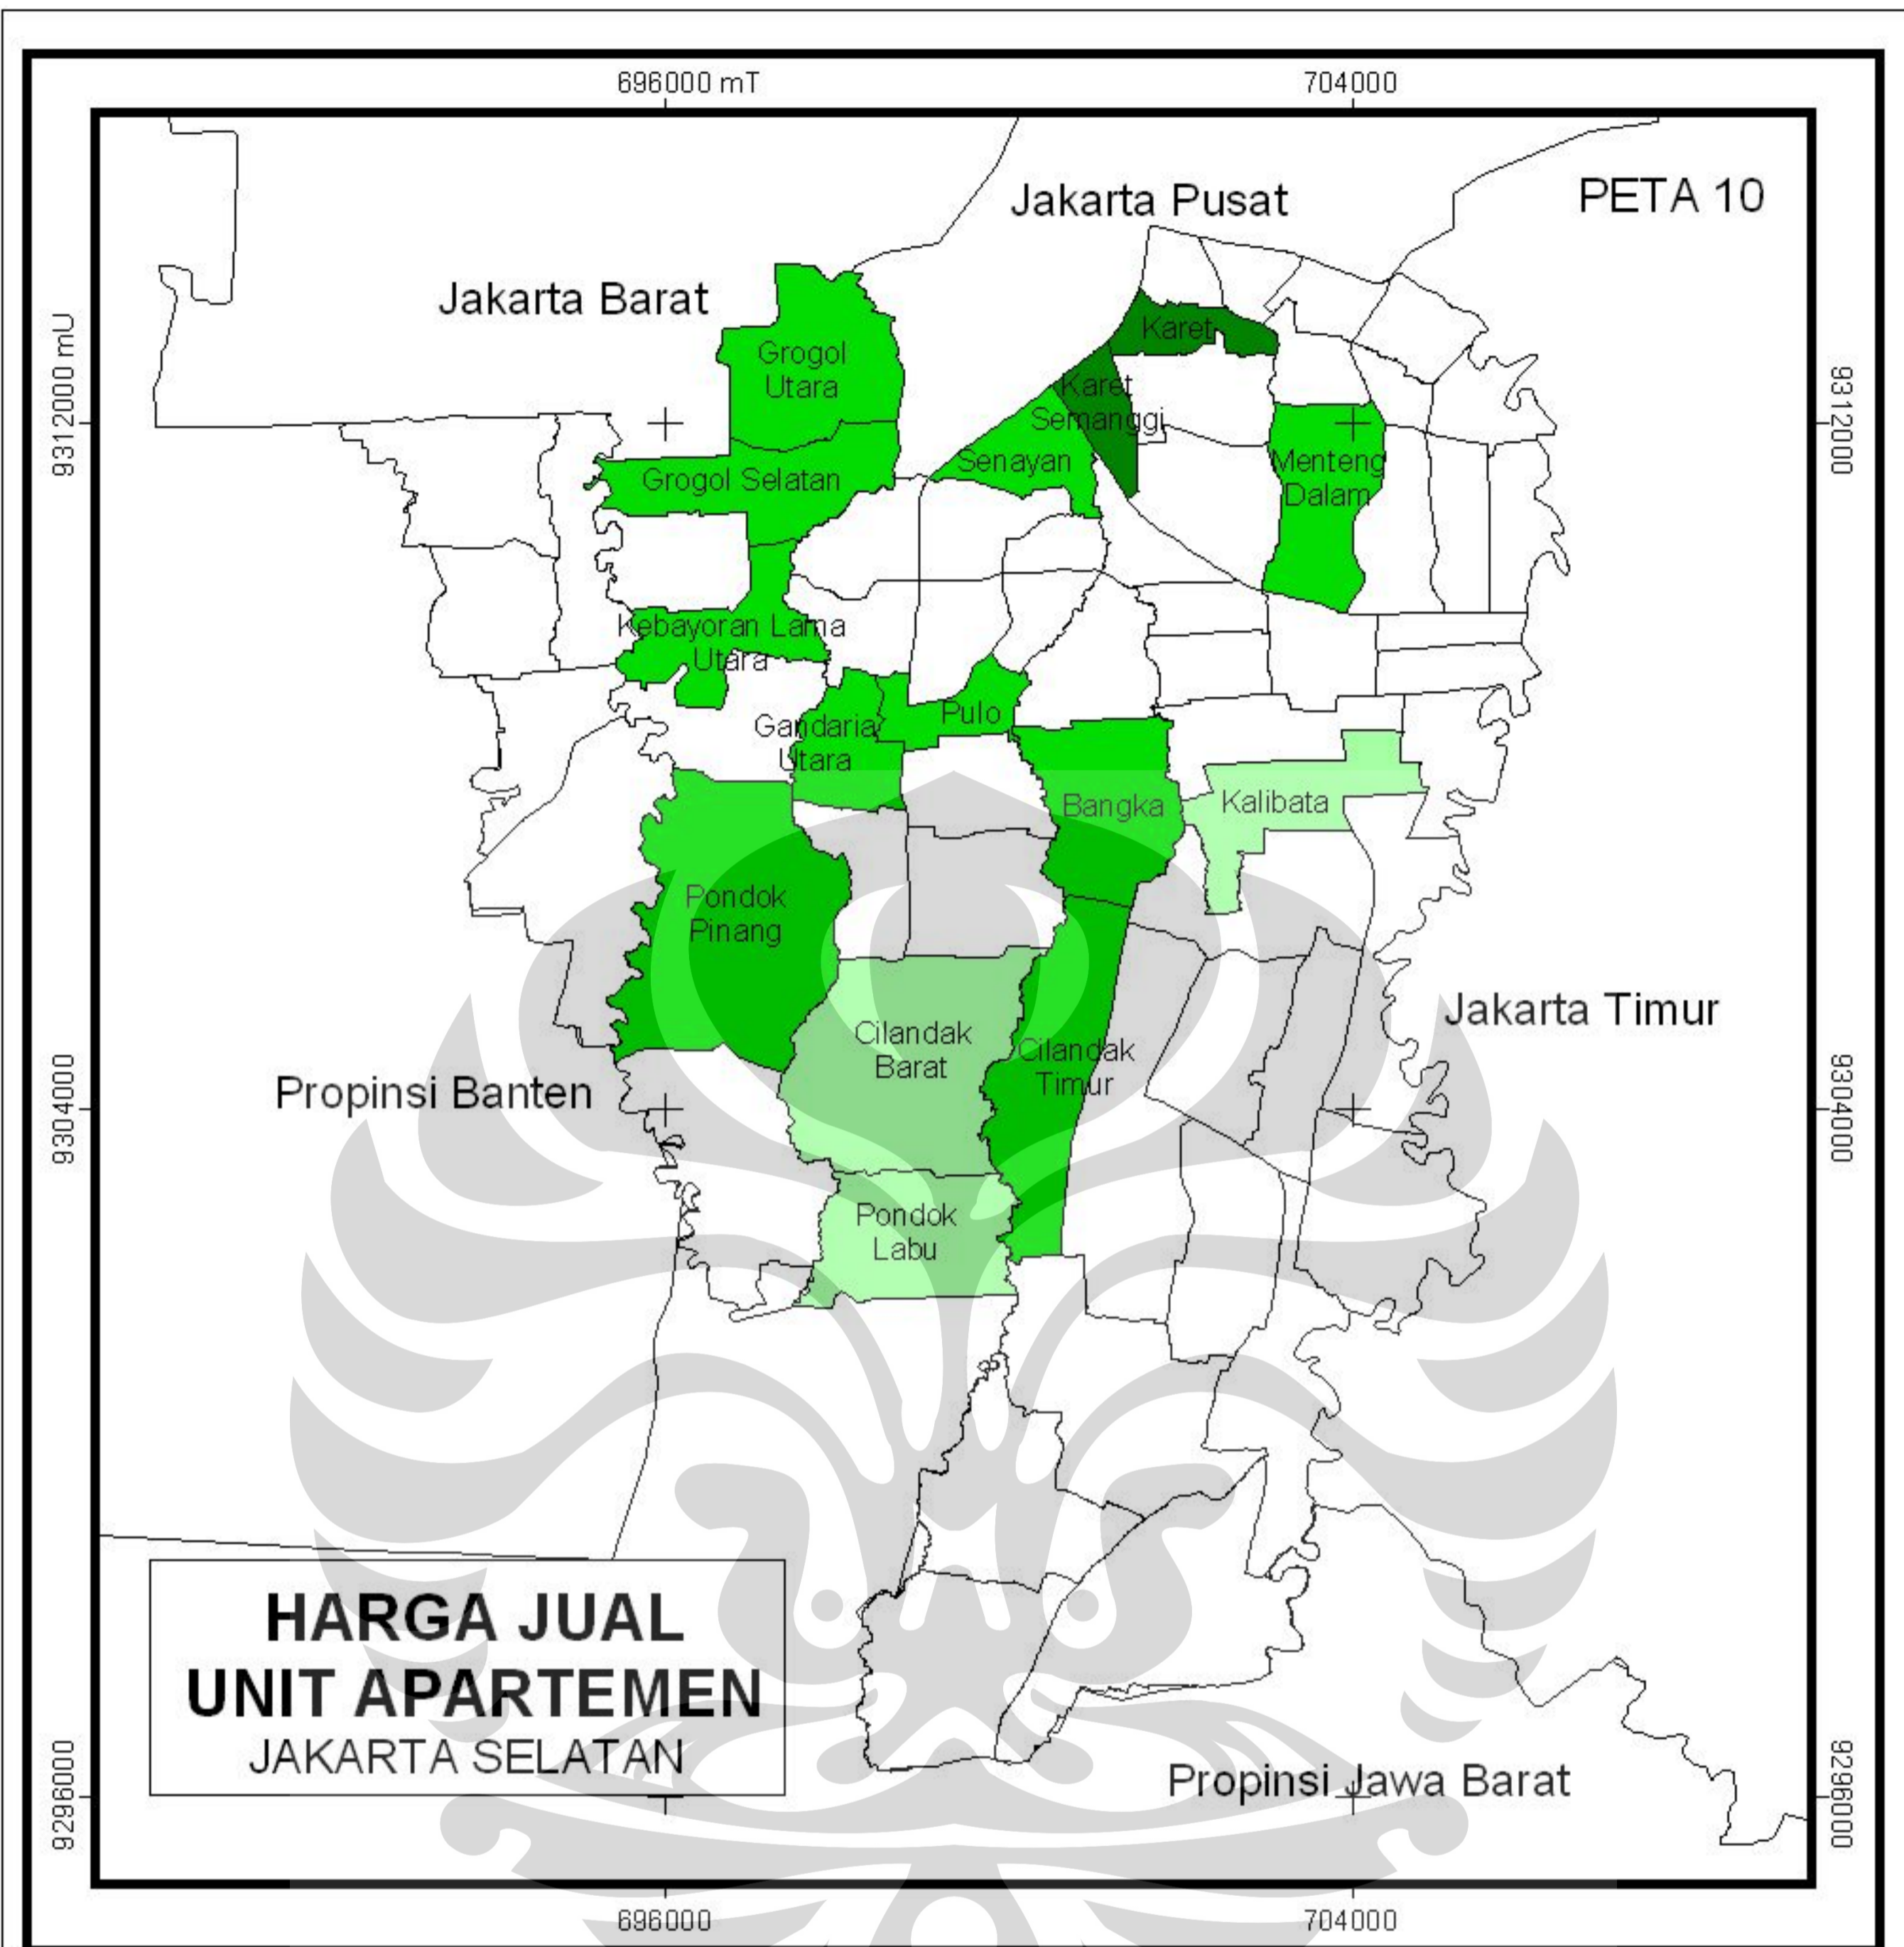 696000 mT
704000
Jakarta Pusat
PETA 10
Jakarta Barat
Karet
Grogol
Utara
9312000 mU
9312000
Karet
Semanggi
Senayan
Menteng
Dalam
Grogol Selatan
Kebayoran Lama
Utara
Pulo
Gandaria
Utara
Bangka
Kalibata
Pondok
Pinang
Jakarta Timur
Cilandak
Barat
Cilandak
Timur
Propinsi Banten
9304000
9304000
Pondok
Labu
HARGA JUAL
UNIT APARTEMEN
JAKARTA SELATAN
Propinsi Jawa Barat
9296000
9296000
696000
704000